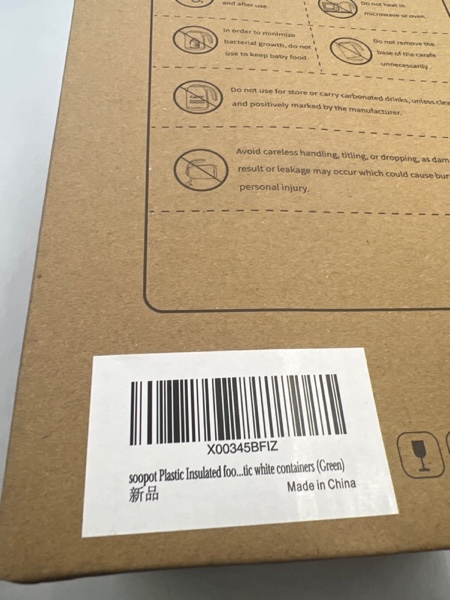 and after use.
Do not heat in
microwave or oven.
In order to minimize
bacterial growth, do not
use to keep baby food
Do not remove the
base of the carafe
unnecessarily
Do not use for store or carry carbonated drinks, unless clea
and positively marked by the manufacturer.
Avoid careless handling, titling, or dropping, as dam
result or leakage may occur which could cause bur
personal injury.
X00345BFIZ
soopot Plastic Insulated foo...tic white containers (Green)
新品
Made in China